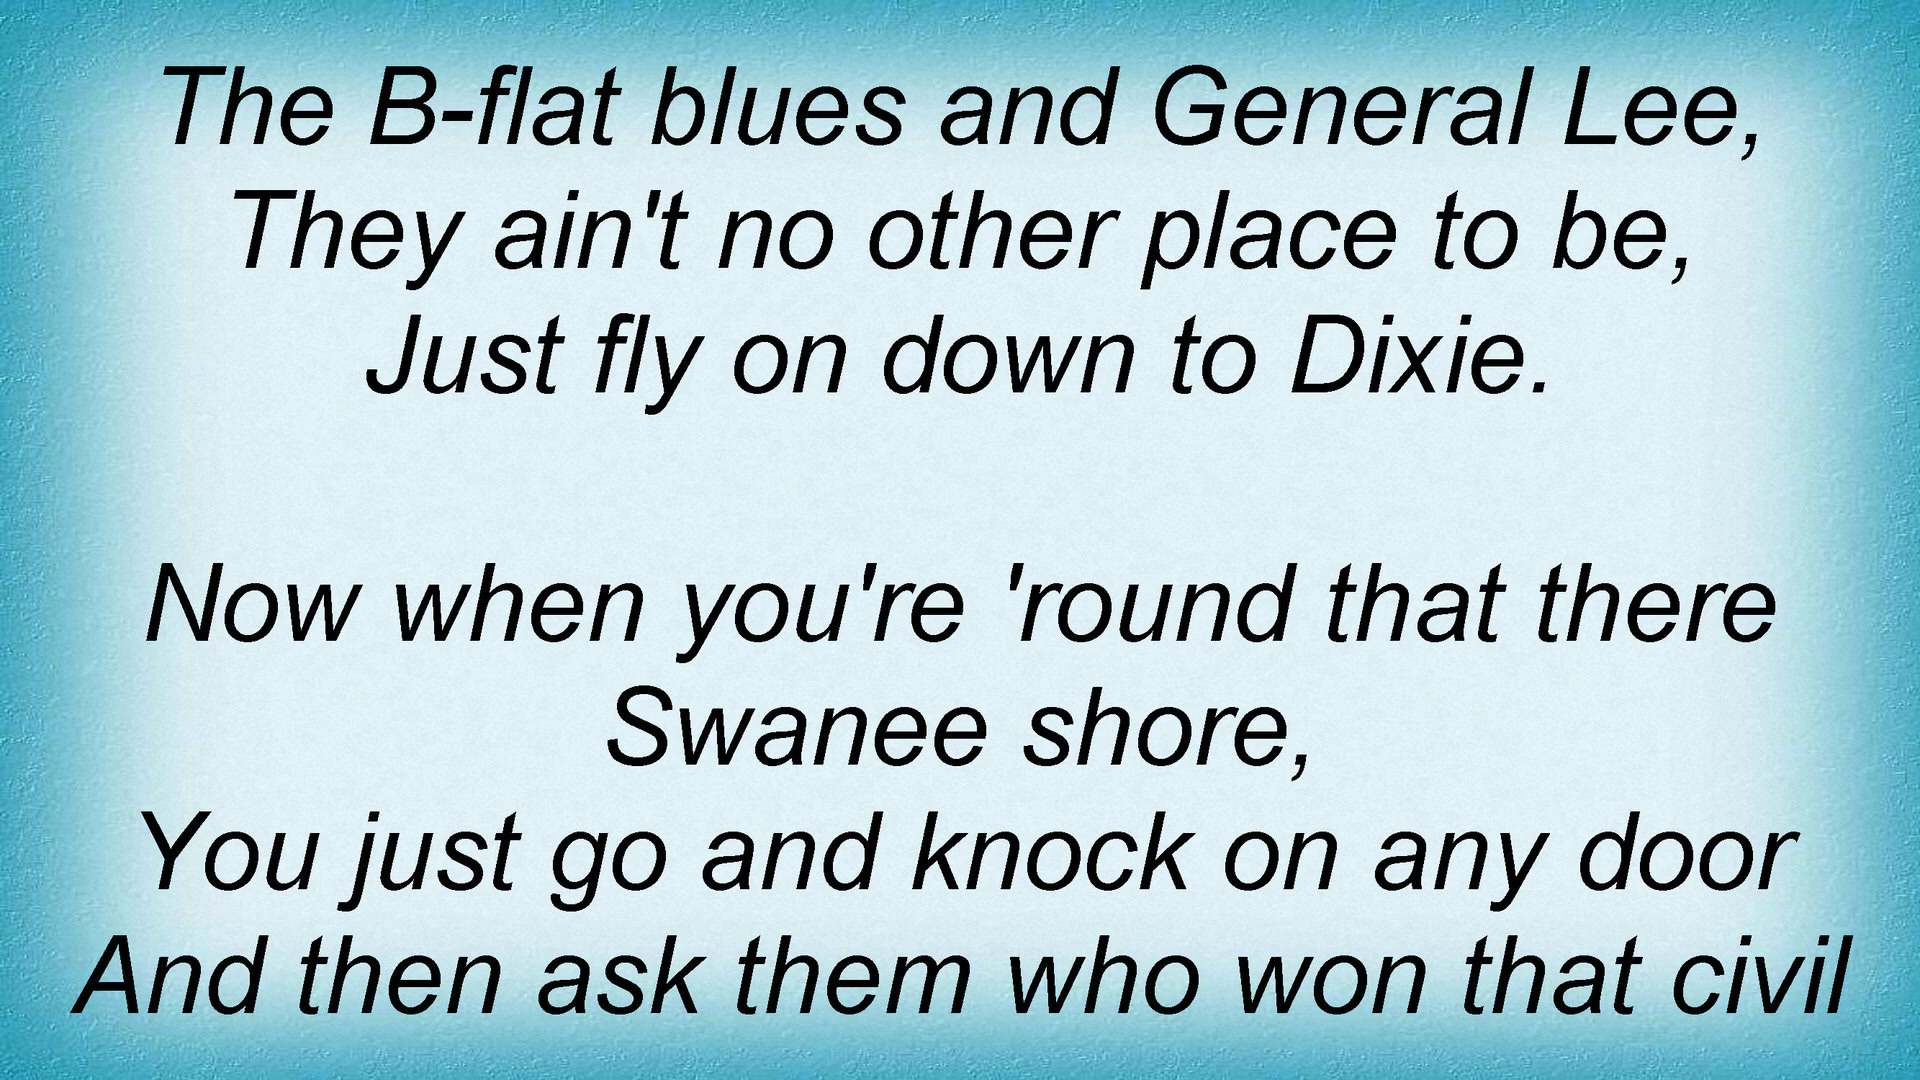 The B-flat blues and General Lee,
They ain't no other place to be,
Just fly on down to Dixie.
Now when you're 'round that there
Swanee shore,
You just go and knock on any door
And then ask them who won that civil